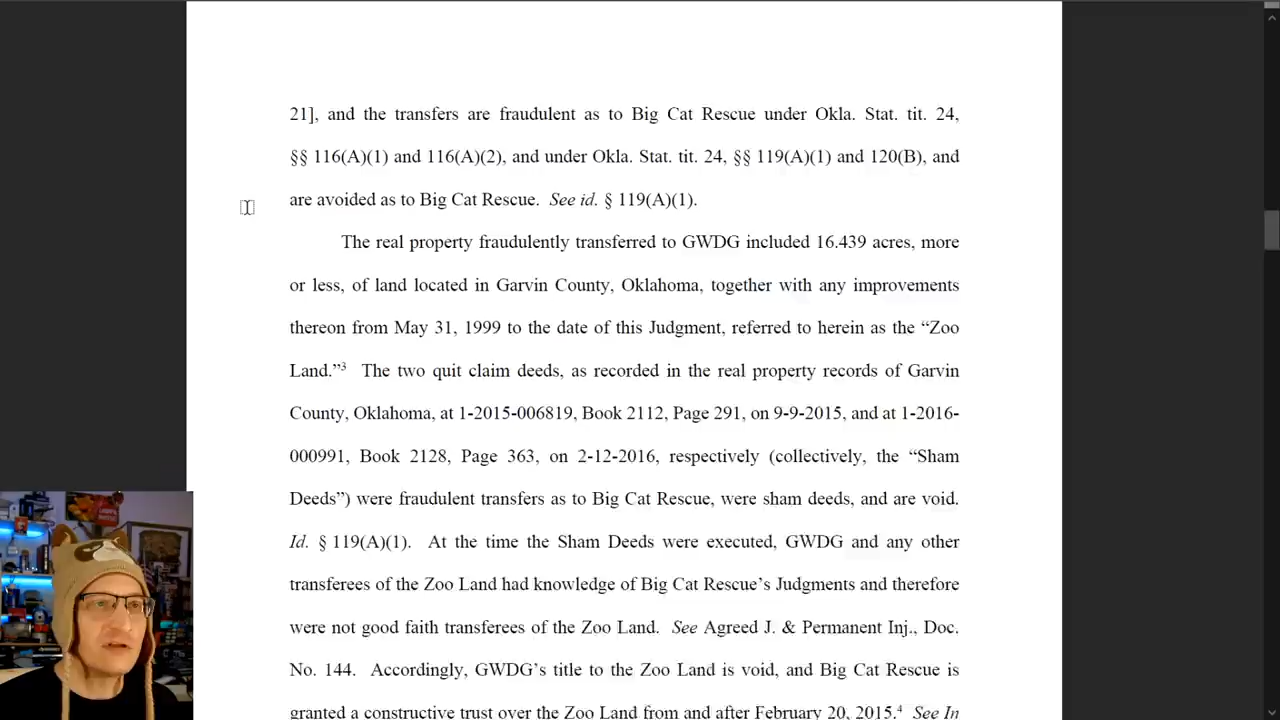 21], and the transfers are fraudulent as to Big Cat Rescue under Okla. Stat. tit. 24,
§§ 116(A)(1) and 116(A)(2), and under Okla. Stat. tit. 24, §§ 119(A)(1) and 120(B), and
are avoided as to Big Cat Rescue. See id. § 119(A)(1).
The real property fraudulently transferred to GWDG included 16.439 acres, more
or less, of land located in Garvin County, Oklahoma, together with any improvements
thereon from May 31, 1999 to the date of this Judgment, referred to herein as the “Zoo
Land.”³ The two quit claim deeds, as recorded in the real property records of Garvin
County, Oklahoma, at 1-2015-006819, Book 2112, Page 291, on 9-9-2015, and at 1-2016-
000991, Book 2128, Page 363, on 2-12-2016, respectively (collectively, the “Sham
Deeds”) were fraudulent transfers as to Big Cat Rescue, were sham deeds, and are void.
Id. § 119(A)(1). At the time the Sham Deeds were executed, GWDG and any other
transferees of the Zoo Land had knowledge of Big Cat Rescue’s Judgments and therefore
were not good faith transferees of the Zoo Land. See Agreed J. & Permanent Inj., Doc.
No. 144. Accordingly, GWDG’s title to the Zoo Land is void, and Big Cat Rescue is
granted a constructive trust over the Zoo Land from and after February 20, 2015.⁴ See In